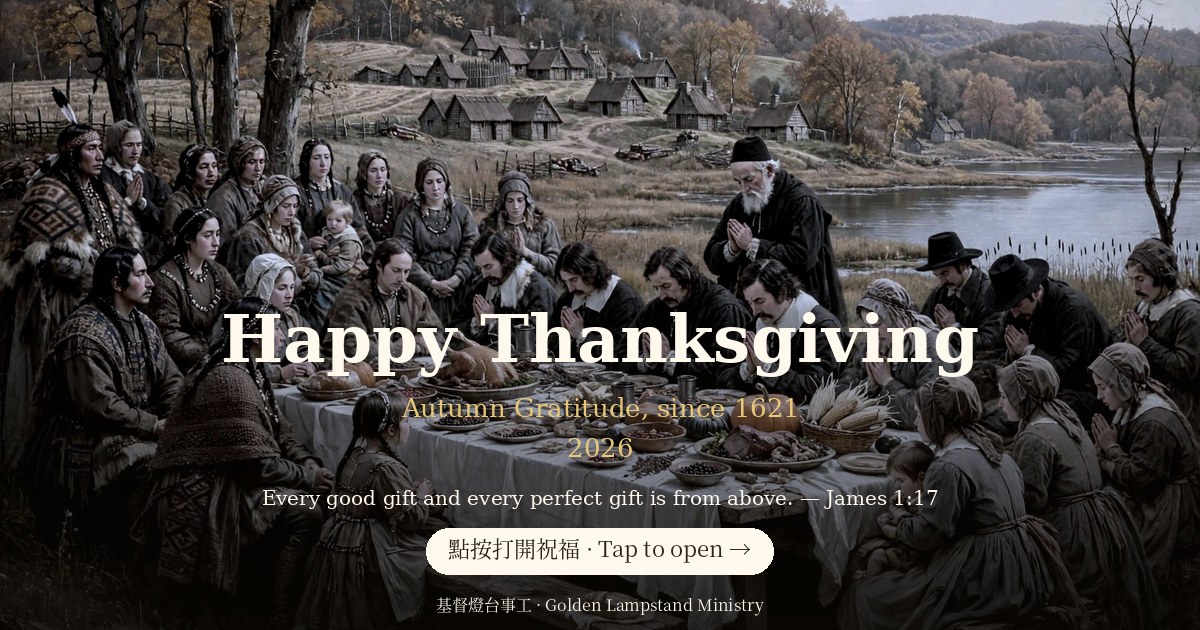 Happy Thanksgiving
Autumn Gratitude, since 1621
2026
Every good gift and every perfect gift is from above. — James 1:17
點按打開祝福 · Tap to open →
基督燈台事工 · Golden Lampstand Ministry